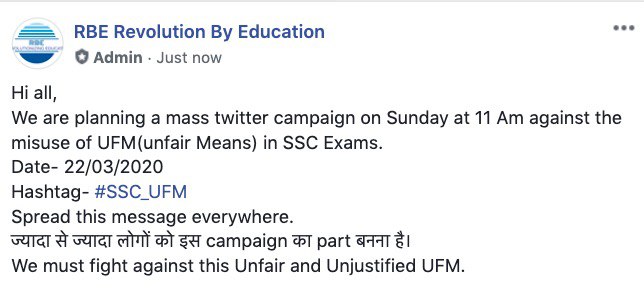 RBE Revolution By Education
RBE
Admin · Just now
Hi all,
We are planning a mass twitter campaign on Sunday at 11 Am against the
misuse of UFM(unfair Means) in SSC Exams.
Date- 22/03/2020
Hashtag- #SSC_UFM
Spread this message everywhere.
ज्यादा से ज्यादा लोगों को इस campaign का part बनना है।
We must fight against this Unfair and Unjustified UFM.